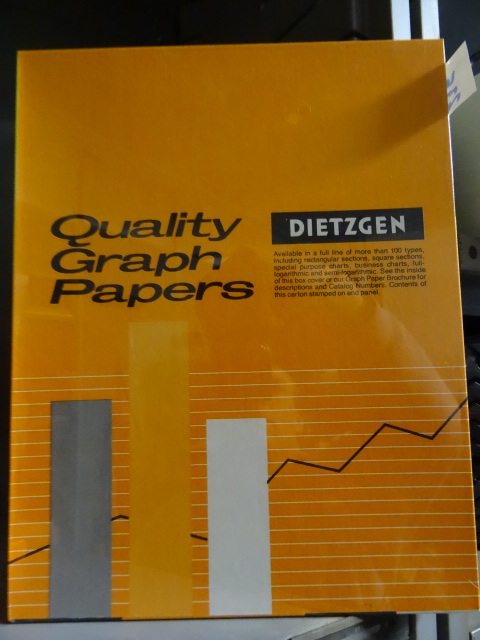 Quality
Graph
Papers
DIETZGEN
Available in a full line of more than 100 types,
including rectangular sections, square sections,
special purpose charts, business charts, full-
logarithmic and semi-logarithmic. See the inside
of this box cover or our Graph Paper Brochure for
descriptions and Catalog Numbers. Contents of
this carton stamped on end panel.